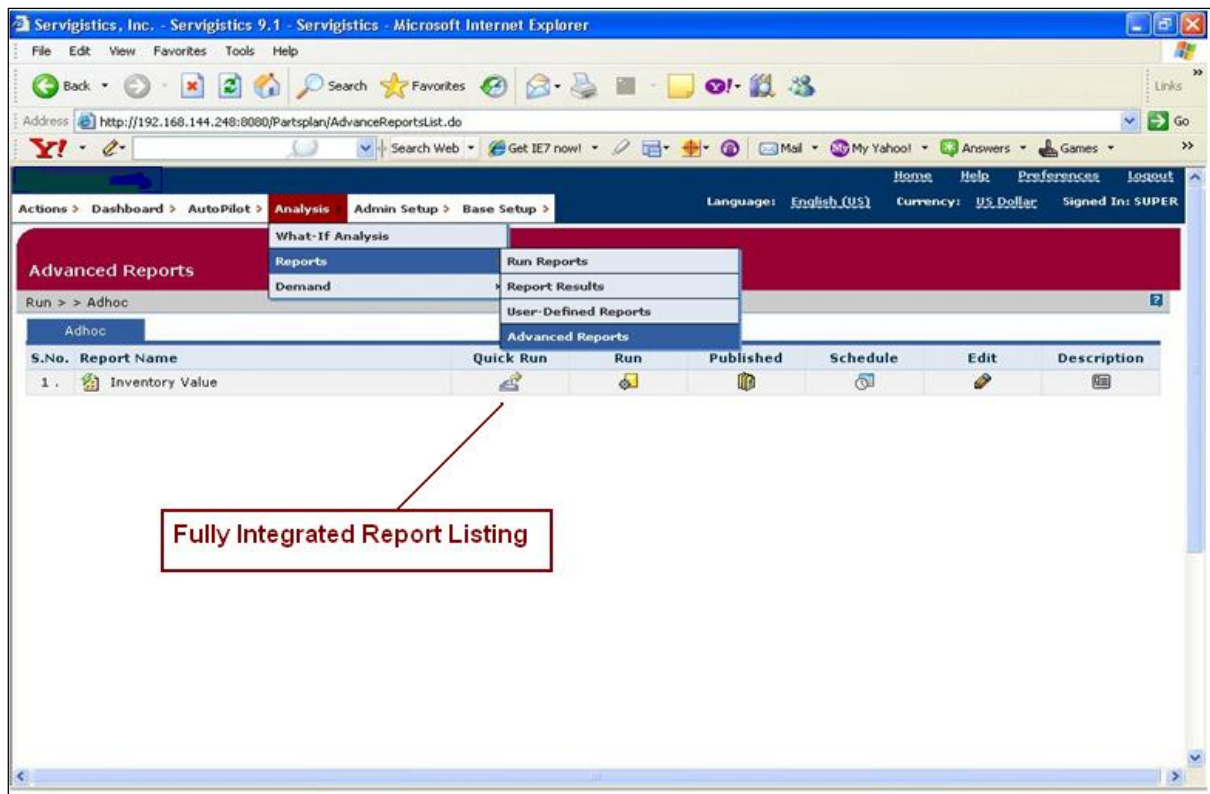 Servigistics, Inc. - Servigistics 9.1 - Servigistics - Microsoft Internet Explorer
File Edit View Favorites Tools Help
Back Search Favorites Links
Address http://192.168.144.248:8080/Partsplan/AdvanceReportsList.do Go
Y! Search Web Get IE7 now! Mail My Yahoo! Answers Games
Home Help Preferences Logout
Actions > Dashboard > AutoPilot > Analysis Admin Setup > Base Setup > Language: English (US) Currency: US Dollar Signed In: SUPER
What-If Analysis
Advanced Reports Reports Run Reports
Demand Report Results
Run > > Adhoc User-Defined Reports
Adhoc Advanced Reports
S.No. Report Name Quick Run Run Published Schedule Edit Description
1 . Inventory Value
Fully Integrated Report Listing